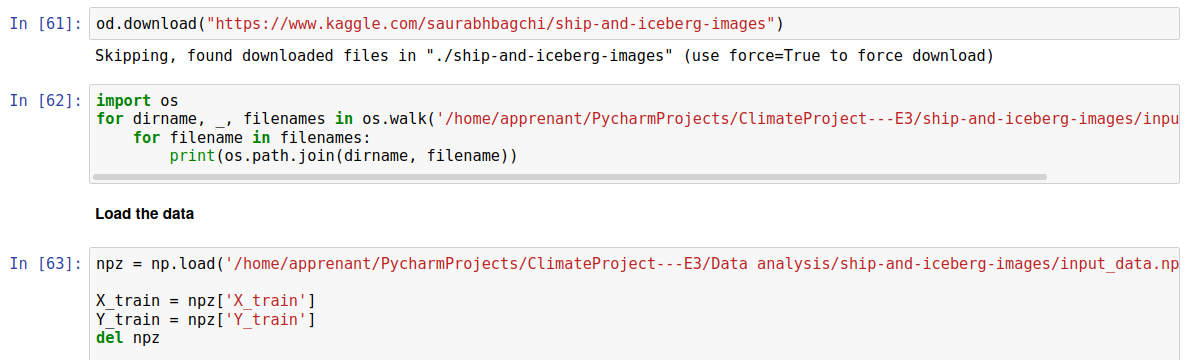 In [61]: od.download("https://www.kaggle.com/saurabhbagchi/ship-and-iceberg-images")
Skipping, found downloaded files in "./ship-and-iceberg-images" (use force=True to force download)
In [62]: import os
for dirname, _, filenames in os.walk('/home/apprenant/PycharmProjects/ClimateProject---E3/ship-and-iceberg-images/inpu
    for filename in filenames:
        print(os.path.join(dirname, filename))
Load the data
In [63]: npz = np.load('/home/apprenant/PycharmProjects/ClimateProject---E3/Data analysis/ship-and-iceberg-images/input_data.np
X_train = npz['X_train']
Y_train = npz['Y_train']
del npz